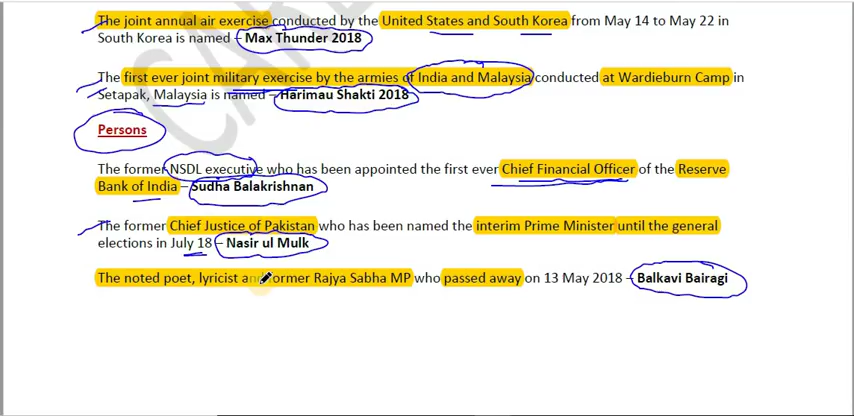 The joint annual air exercise conducted by the United States and South Korea from May 14 to May 22 in
South Korea is named – Max Thunder 2018
The first ever joint military exercise by the armies of India and Malaysia conducted at Wardieburn Camp in
Setapak, Malaysia is named – Harimau Shakti 2018
Persons
The former NSDL executive who has been appointed the first ever Chief Financial Officer of the Reserve
Bank of India – Sudha Balakrishnan
The former Chief Justice of Pakistan who has been named the interim Prime Minister until the general
elections in July 18 – Nasir ul Mulk
The noted poet, lyricist and former Rajya Sabha MP who passed away on 13 May 2018 – Balkavi Bairagi